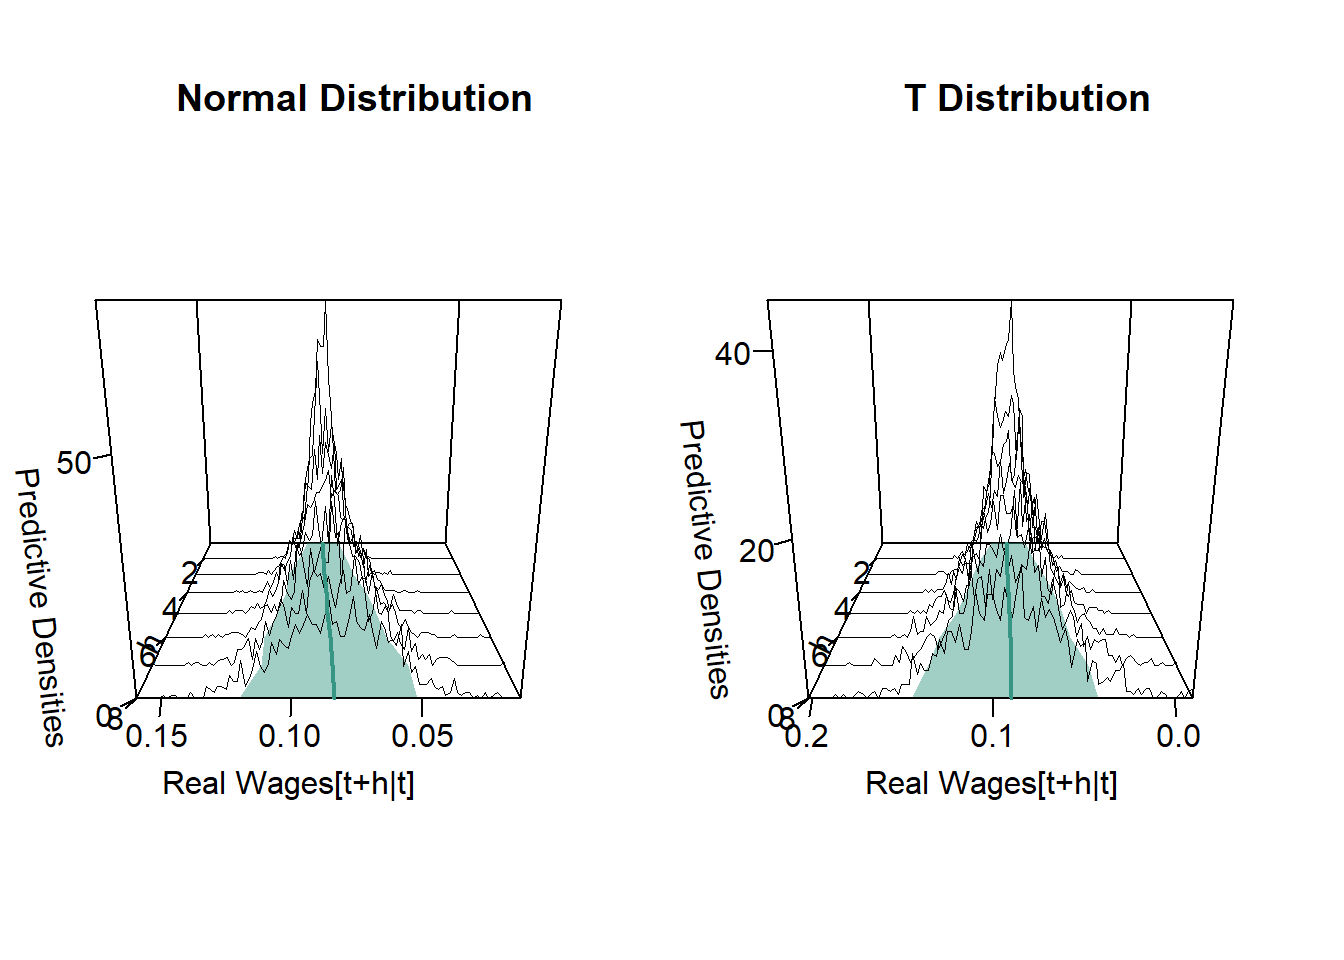 Normal Distribution
T Distribution
Predictive Densities
0
50
2
4
6
8
h
0.15
0.10
0.05
Real Wages[t+h|t]
Predictive Densities
0
20
40
2
4
6
8
h
0.2
0.1
0.0
Real Wages[t+h|t]